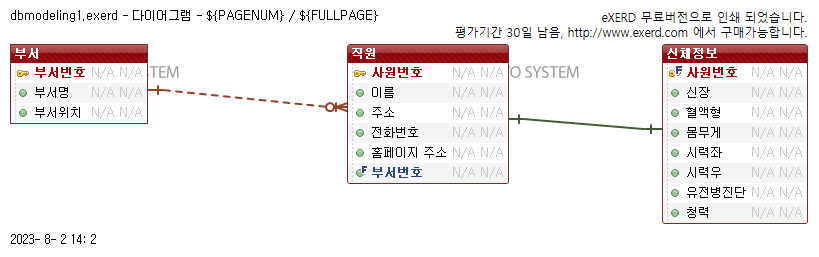 dbmodeling1.exerd - 다이어그램 - ${PAGENUM} / ${FULLPAGE}
eXERD 무료버전으로 인쇄 되었습니다.
평가기간 30일 남음, http://www.exerd.com 에서 구매가능합니다.
부서
부서번호 N/A N/A
부서명 N/A N/A
부서위치 N/A N/A
STEM
직원
사원번호 N/A N/A
이름 N/A N/A
주소 N/A N/A
전화번호 N/A N/A
홈페이지 주소 N/A N/A
부서번호 N/A N/A
O SYSTEM
신체정보
사원번호 N/A N/A
신장 N/A N/A
혈액형 N/A N/A
몸무게 N/A N/A
시력좌 N/A N/A
시력우 N/A N/A
유전병진단 N/A N/A
청력 N/A N/A
2023- 8- 2 14: 2